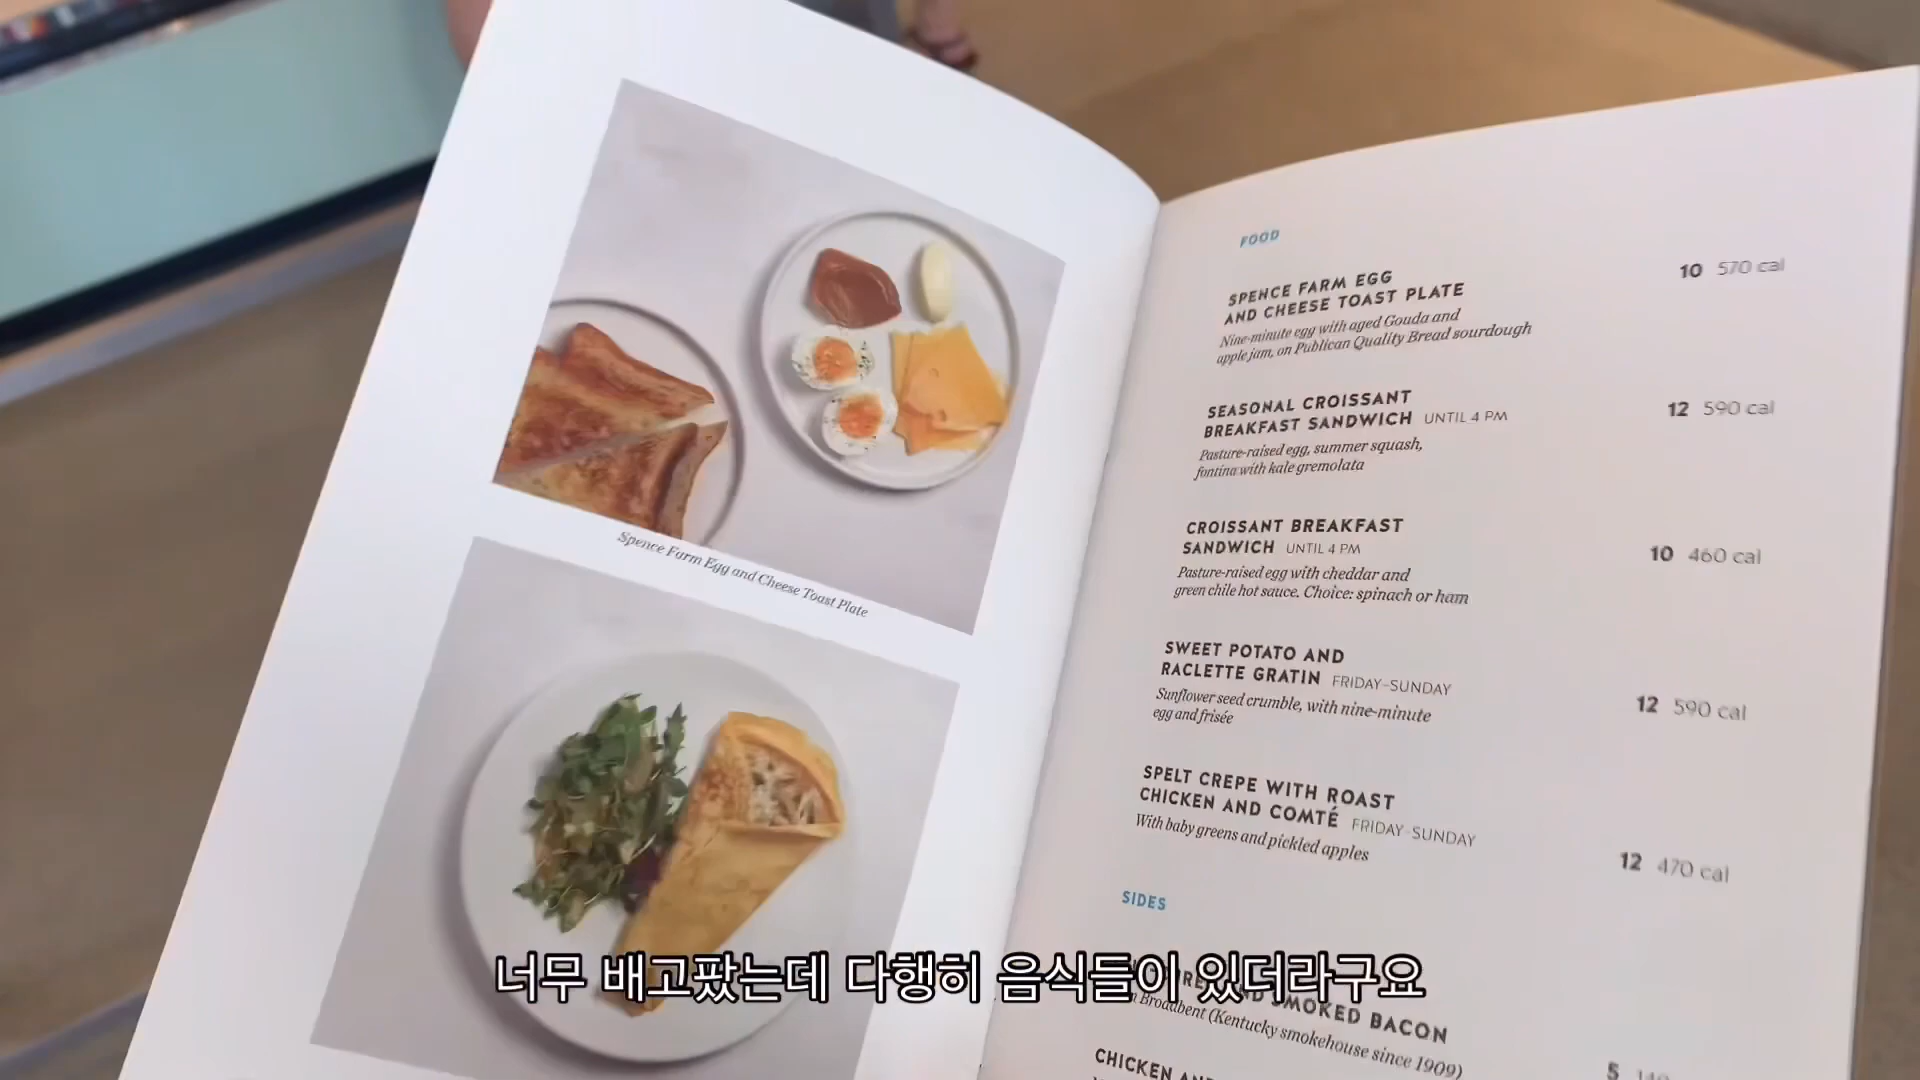 Spence Farm Egg and Cheese Toast Plate
FOOD
SPENCE FARM EGG
AND CHEESE TOAST PLATE
10 570 cal
Nine-minute egg with aged Gouda and
apple jam, on Publican Quality Bread sourdough
SEASONAL CROISSANT
BREAKFAST SANDWICH UNTIL 4 PM
12 590 cal
Pasture-raised egg, summer squash,
fontina with kale gremolata
CROISSANT BREAKFAST
SANDWICH UNTIL 4 PM
10 460 cal
Pasture-raised egg with cheddar and
green chile hot sauce. Choice: spinach or ham
SWEET POTATO AND
RACLETTE GRATIN FRIDAY–SUNDAY
12 590 cal
Sunflower seed crumble, with nine-minute
egg and frisée
SPELT CREPE WITH ROAST
CHICKEN AND COMTÉ FRIDAY–SUNDAY
12 470 cal
With baby greens and pickled apples
SIDES
SMOKED BACON
Broadbent (Kentucky smokehouse since 1909)
5
CHICKEN
너무 배고팠는데 다행히 음식들이 있더라구요